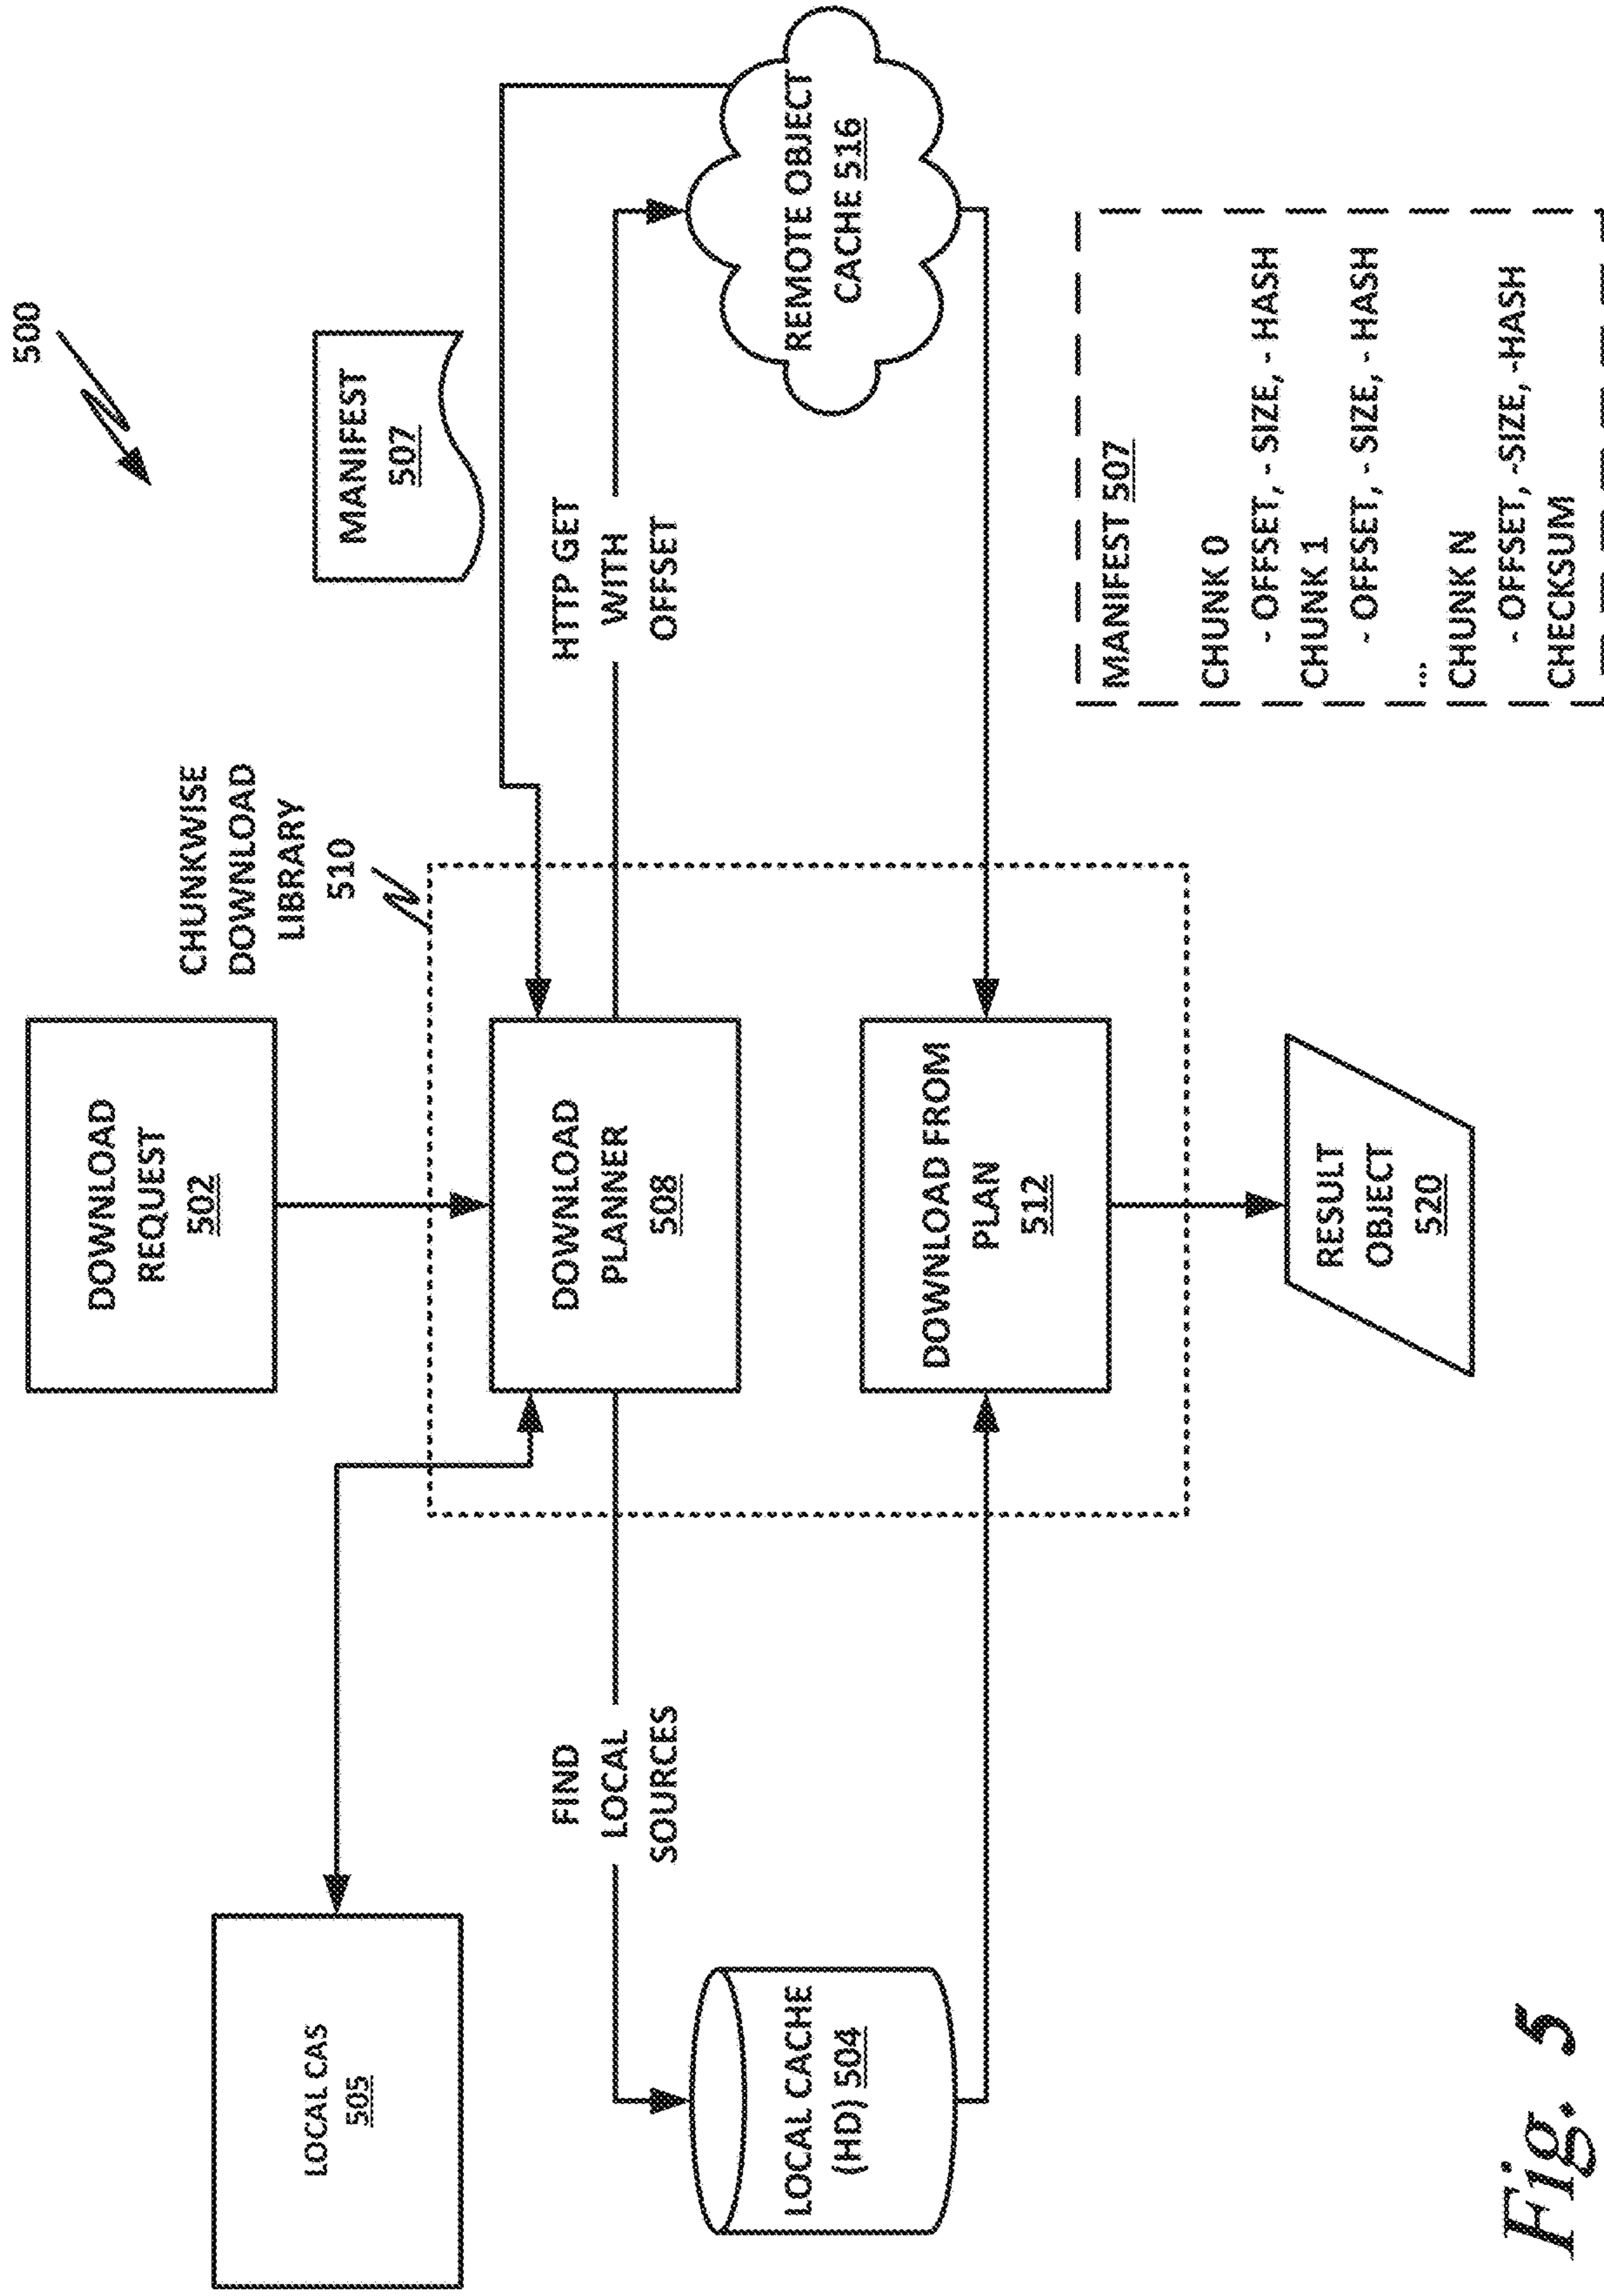 500
DOWNLOAD
REQUEST
502
CHUNKWISE
DOWNLOAD
LIBRARY
510
MANIFEST
507
LOCAL CAS
505
DOWNLOAD
PLANNER
508
FIND
LOCAL
SOURCES
HTTP GET
WITH
OFFSET
LOCAL CACHE
(HD) 504
REMOTE OBJECT
CACHE 516
DOWNLOAD FROM
PLAN
512
RESULT
OBJECT
520
MANIFEST 507
CHUNK 0
- OFFSET, - SIZE, - HASH
CHUNK 1
- OFFSET, - SIZE, - HASH
...
CHUNK N
- OFFSET, -SIZE, -HASH
CHECKSUM
Fig. 5